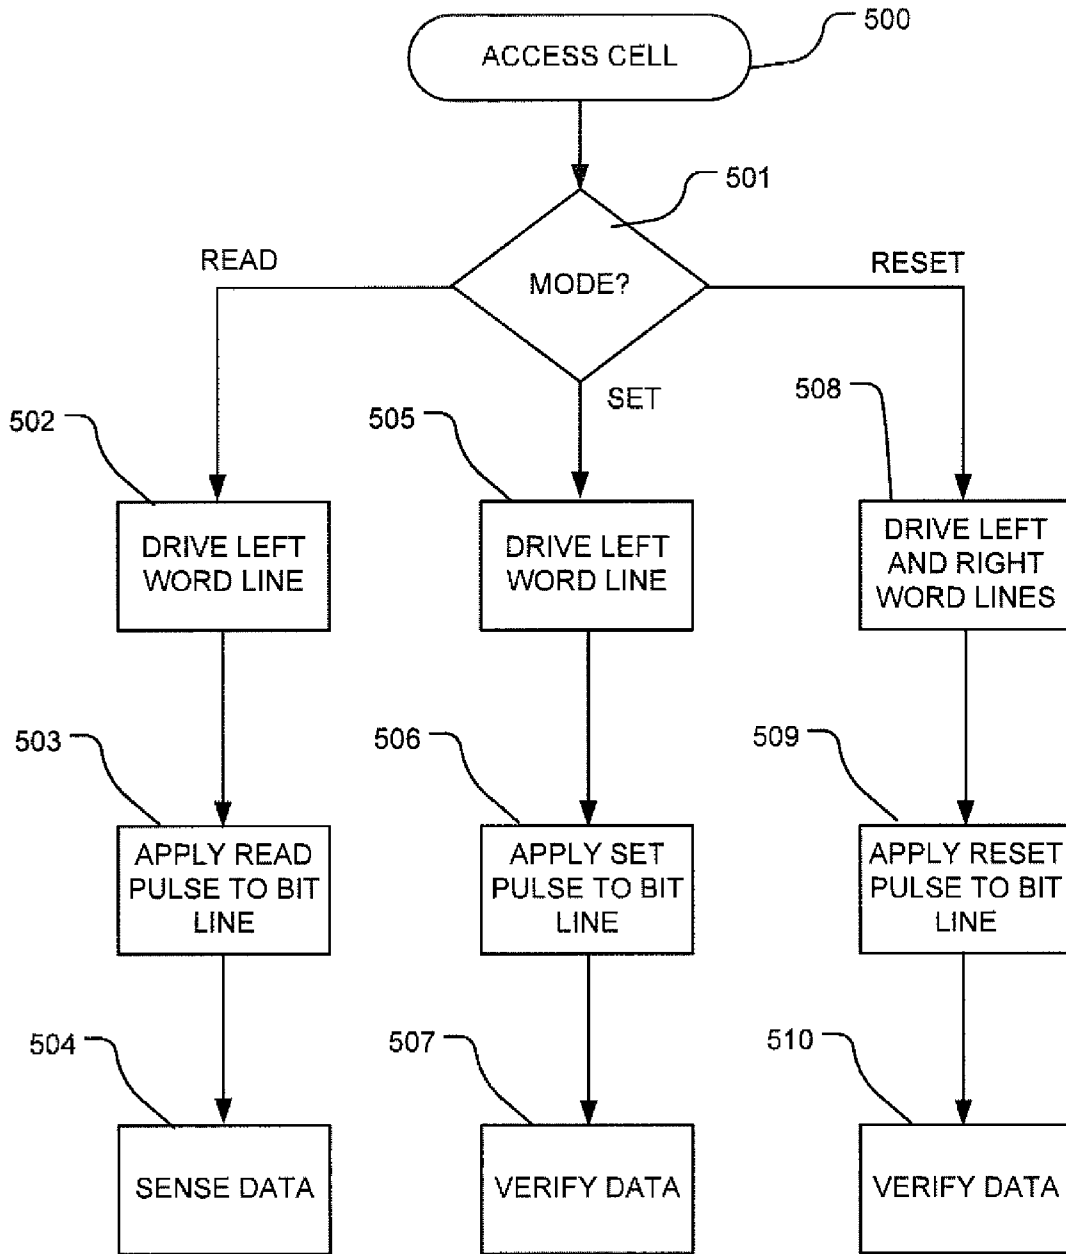 500
ACCESS CELL
501
READ
MODE?
RESET
SET
502
505
508
DRIVE LEFT
WORD LINE
DRIVE LEFT
WORD LINE
DRIVE LEFT
AND RIGHT
WORD LINES
503
506
509
APPLY READ
PULSE TO BIT
LINE
APPLY SET
PULSE TO BIT
LINE
APPLY RESET
PULSE TO BIT
LINE
504
507
510
SENSE DATA
VERIFY DATA
VERIFY DATA